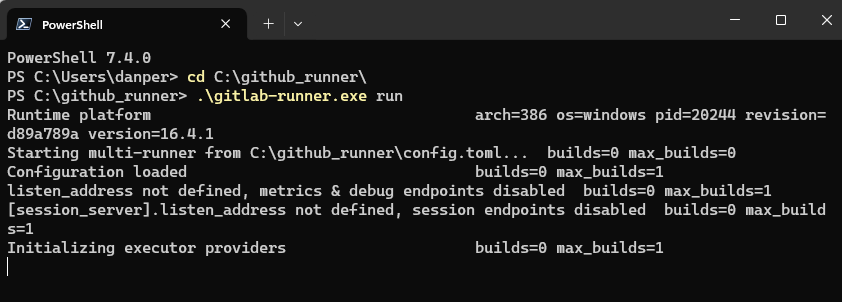 PowerShell
PowerShell 7.4.0
PS C:\Users\danper> cd C:\github_runner\
PS C:\github_runner> .\gitlab-runner.exe run
Runtime platform                                    arch=386 os=windows pid=20244 revision=
d89a789a version=16.4.1
Starting multi-runner from C:\github_runner\config.toml...  builds=0 max_builds=0
Configuration loaded                                builds=0 max_builds=1
listen_address not defined, metrics & debug endpoints disabled  builds=0 max_builds=1
[session_server].listen_address not defined, session endpoints disabled  builds=0 max_build
s=1
Initializing executor providers                     builds=0 max_builds=1